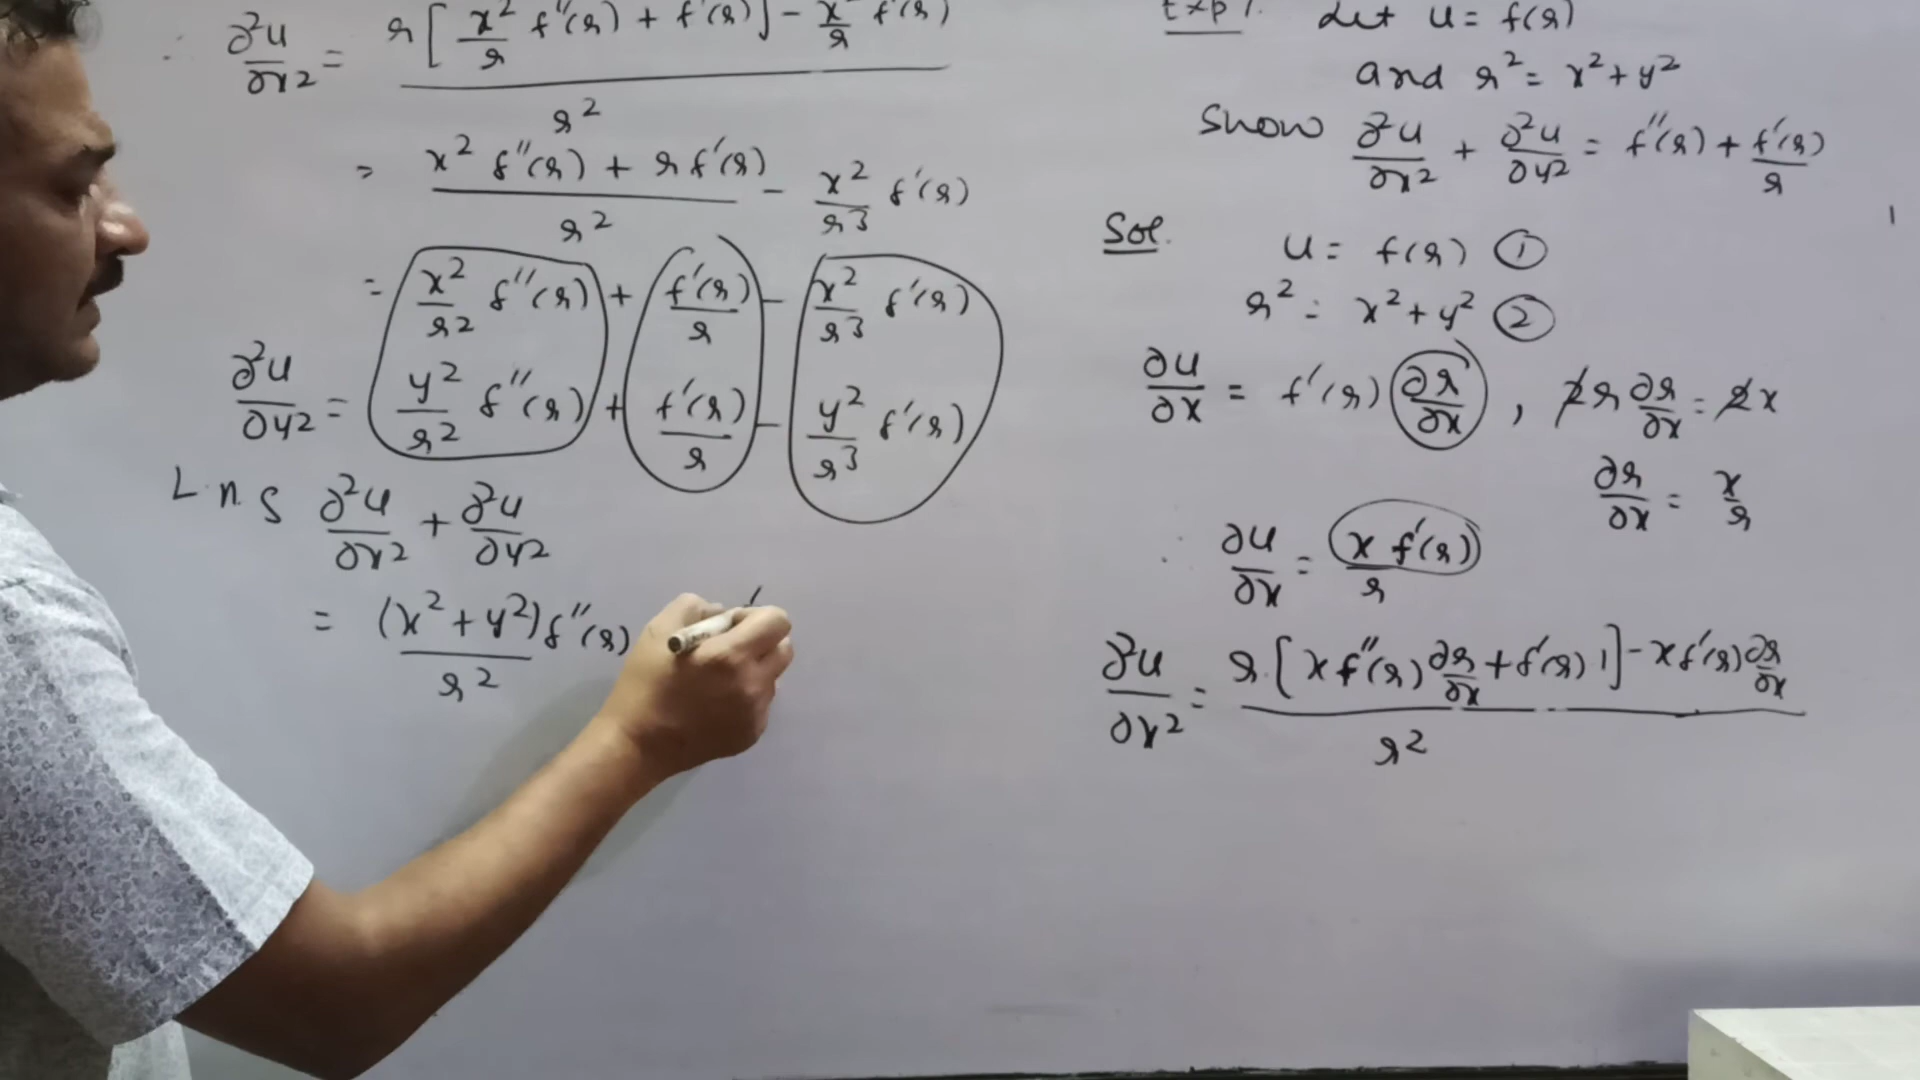 ∴ ∂²u/∂x² = r[x²/r f''(r) + f'(r)] - x²/r f'(r) / r²
= x² f''(r) + r f'(r) / r² - x²/r³ f'(r)
= x²/r² f''(r) + f'(r)/r - x²/r³ f'(r)
∂²u/∂y² = y²/r² f''(r) + f'(r)/r - y²/r³ f'(r)
L.h.S ∂²u/∂x² + ∂²u/∂y²
= (x² + y²) f''(r) / r²
Exp 1. Let u = f(r)
and r² = x² + y²
Show ∂²u/∂x² + ∂²u/∂y² = f''(r) + f'(r)/r
Sol. u = f(r) ①
r² = x² + y² ②
∂u/∂x = f'(r) ∂r/∂x , 2r ∂r/∂x = 2x
∂r/∂x = x/r
∴ ∂u/∂x = x f'(r) / r
∂²u/∂x² = r.[x f''(r) ∂r/∂x + f'(r) 1] - x f'(r) ∂r/∂x / r²